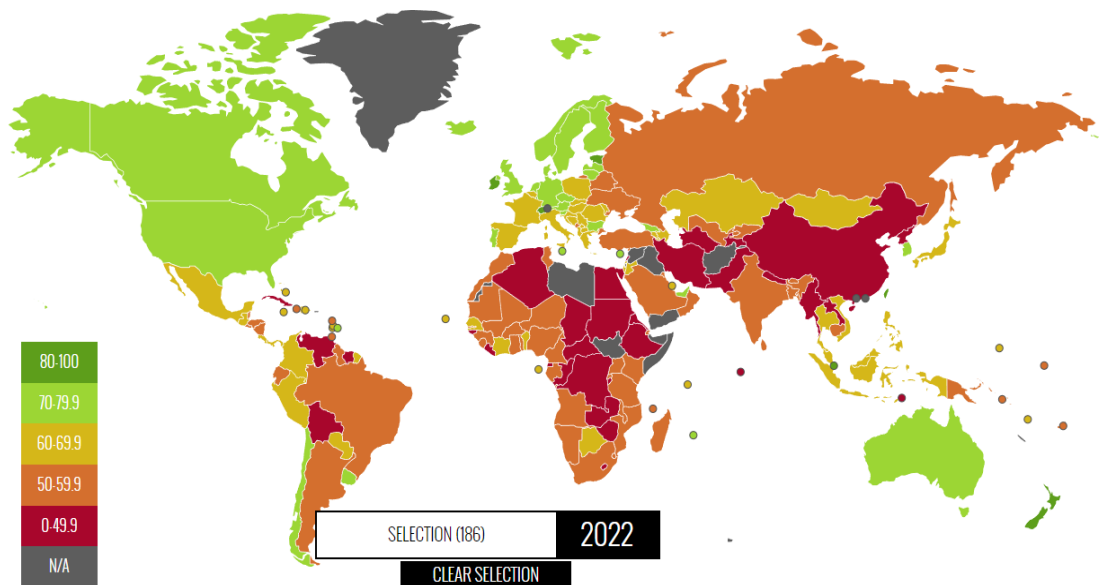 80-100
70-79.9
60-69.9
50-59.9
0-49.9
N/A
SELECTION (186)
2022
CLEAR SELECTION